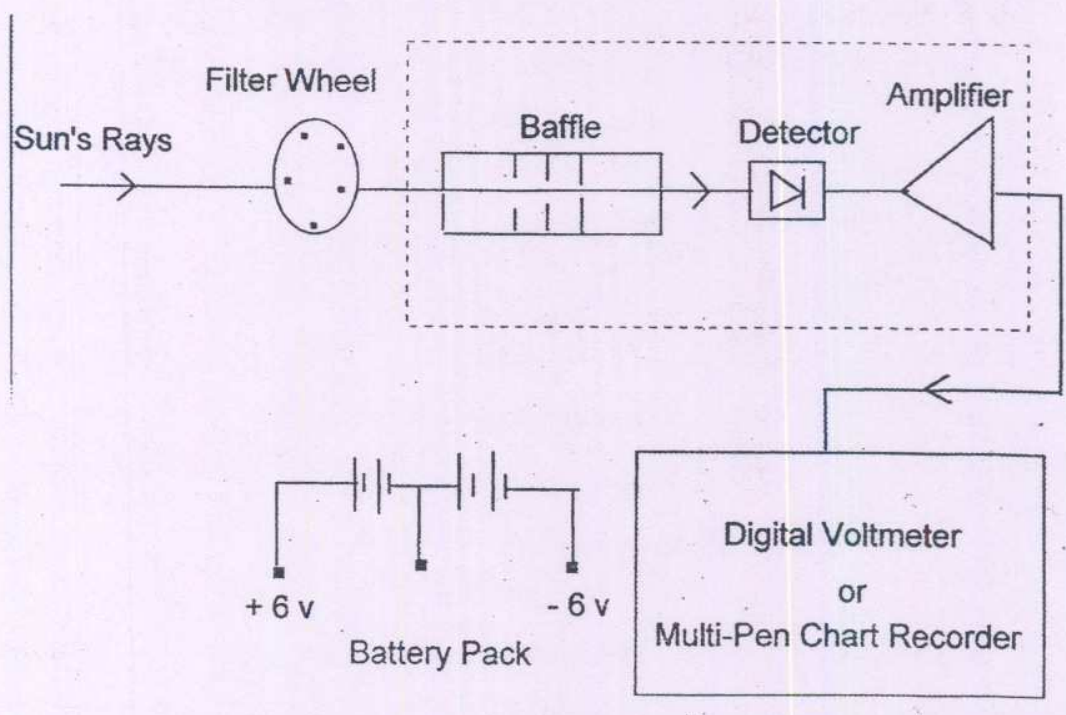 Filter Wheel
Amplifier
Sun's Rays
Baffle
Detector
+ 6 v
- 6 v
Battery Pack
Digital Voltmeter
or
Multi-Pen Chart Recorder